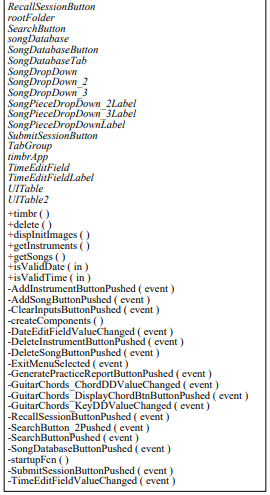 RecallSessionButton
rootFolder
SearchButton
songDatabase
SongDatabaseButton
SongDatabaseTab
SongDropDown
SongDropDown_2
SongDropDown_3
SongPieceDropDown_2Label
SongPieceDropDown_3Label
SongPieceDropDownLabel
SubmitSessionButton
TabGroup
timbrApp
TimeEditField
TimeEditFieldLabel
UITable
UITable2
+timbr ( )
+delete ( )
+dispInitImages ( )
+getInstruments ( )
+getSongs ( )
+isValidDate ( in )
+isValidTime ( in )
-AddInstrumentButtonPushed ( event )
-AddSongButtonPushed ( event )
-ClearInputsButtonPushed ( event )
-createComponents ( )
-DateEditFieldValueChanged ( event )
-DeleteInstrumentButtonPushed ( event )
-DeleteSongButtonPushed ( event )
-ExitMenuSelected ( event )
-GeneratePracticeReportButtonPushed ( event )
-GuitarChords_ChordDDValueChanged ( event )
-GuitarChords_DisplayChordBtnButtonPushed ( event )
-GuitarChords_KeyDDValueChanged ( event )
-RecallSessionButtonPushed ( event )
-SearchButton_2Pushed ( event )
-SearchButtonPushed ( event )
-SongDatabaseButtonPushed ( event )
-startupFcn ( )
-SubmitSessionButtonPushed ( event )
-TimeEditFieldValueChanged ( event )